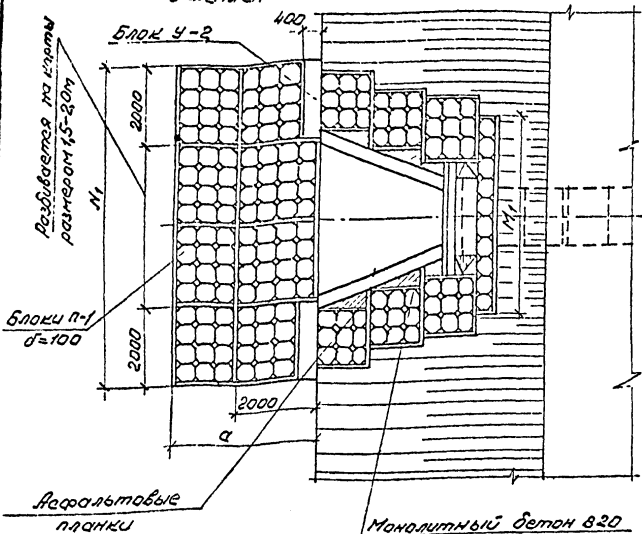 400
Блок У-2
Разбивается на карты
размером 1,5-2,0м
N1
2000
2000
Блоки П-1
δ=100
2000
a
M1
Асфальтовые
планки
Монолитный бетон В20